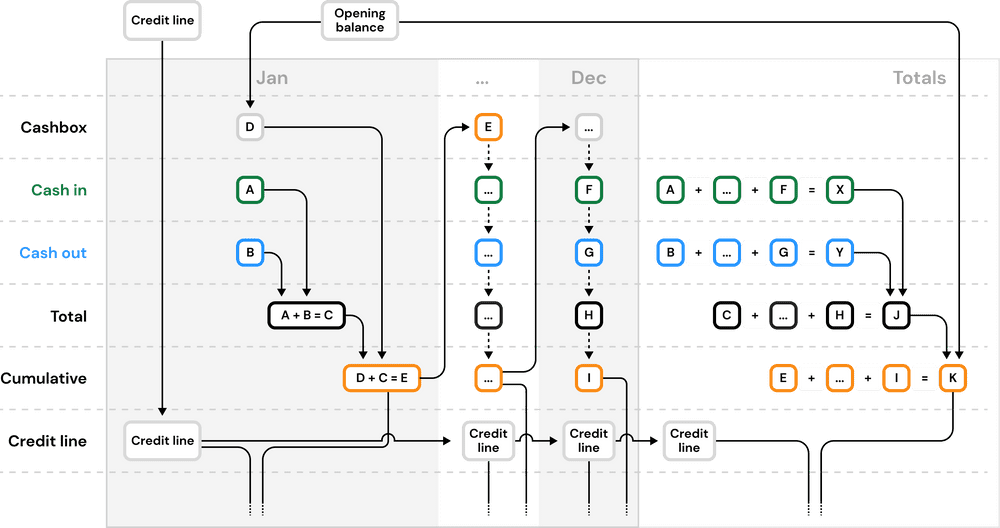 Credit line
Opening
balance
Jan
...
Dec
Totals
Cashbox
D
E
...
Cash in
A
...
F
A + ... + F = X
Cash out
B
...
G
B + ... + G = Y
Total
A + B = C
...
H
C + ... + H = J
Cumulative
D + C = E
...
I
E + ... + I = K
Credit line
Credit line
Credit
line
Credit
line
Credit
line